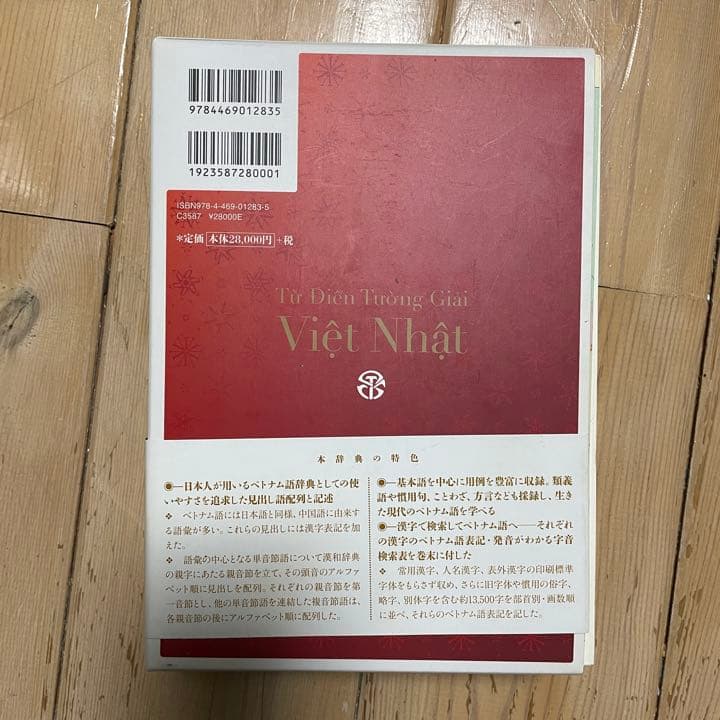 9784469012835
1923587280001
ISBN978-4-469-01283-5
C3587 ¥28000E
*定価 本体28,000円 +税
Từ Điển Tường Giải
Việt Nhật
本辞典の特色
◉—日本人が用いるベトナム語辞典としての使
いやすさを追求した見出し語配列と記述
❖ ベトナム語には日本語と同様、中国語に由来す
る語彙が多い。これらの見出しには漢字表記を加
えた。
❖ 語彙の中心となる単音節語について漢和辞典
の親字にあたる親音節を立て、その頭音のアルファ
ベット順に見出しを配列。それぞれの親音節を第
一音節とし、他の単音節語を連結した複音節語は、
各親音節の後にアルファベット順に配列した。
◉—基本語を中心に用例を豊富に収録。類義
語や慣用句、ことわざ、方言なども採録し、生き
た現代のベトナム語を学べる
◉—漢字で検索してベトナム語へ——それぞれ
の漢字のベトナム語表記・発音がわかる字音
検索表を巻末に付した
❖ 常用漢字、人名漢字、表外漢字の印刷標準
字体をもらさず収め、さらに旧字体や慣用の俗字、
略字、別体字を含む約13,500字を部首別・画数順
に並べ、それらのベトナム語表記を記した。